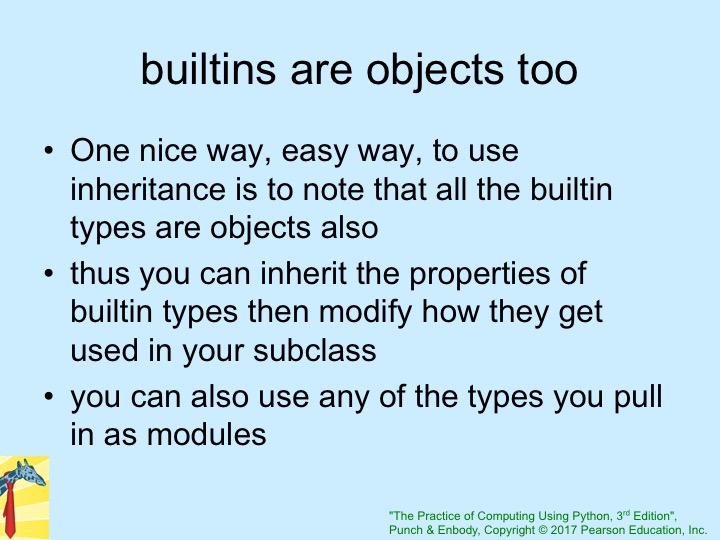 builtins are objects too
• One nice way, easy way, to use
inheritance is to note that all the builtin
types are objects also
• thus you can inherit the properties of
builtin types then modify how they get
used in your subclass
• you can also use any of the types you pull
in as modules
"The Practice of Computing Using Python, 3rd Edition",
Punch & Enbody, Copyright © 2017 Pearson Education, Inc.